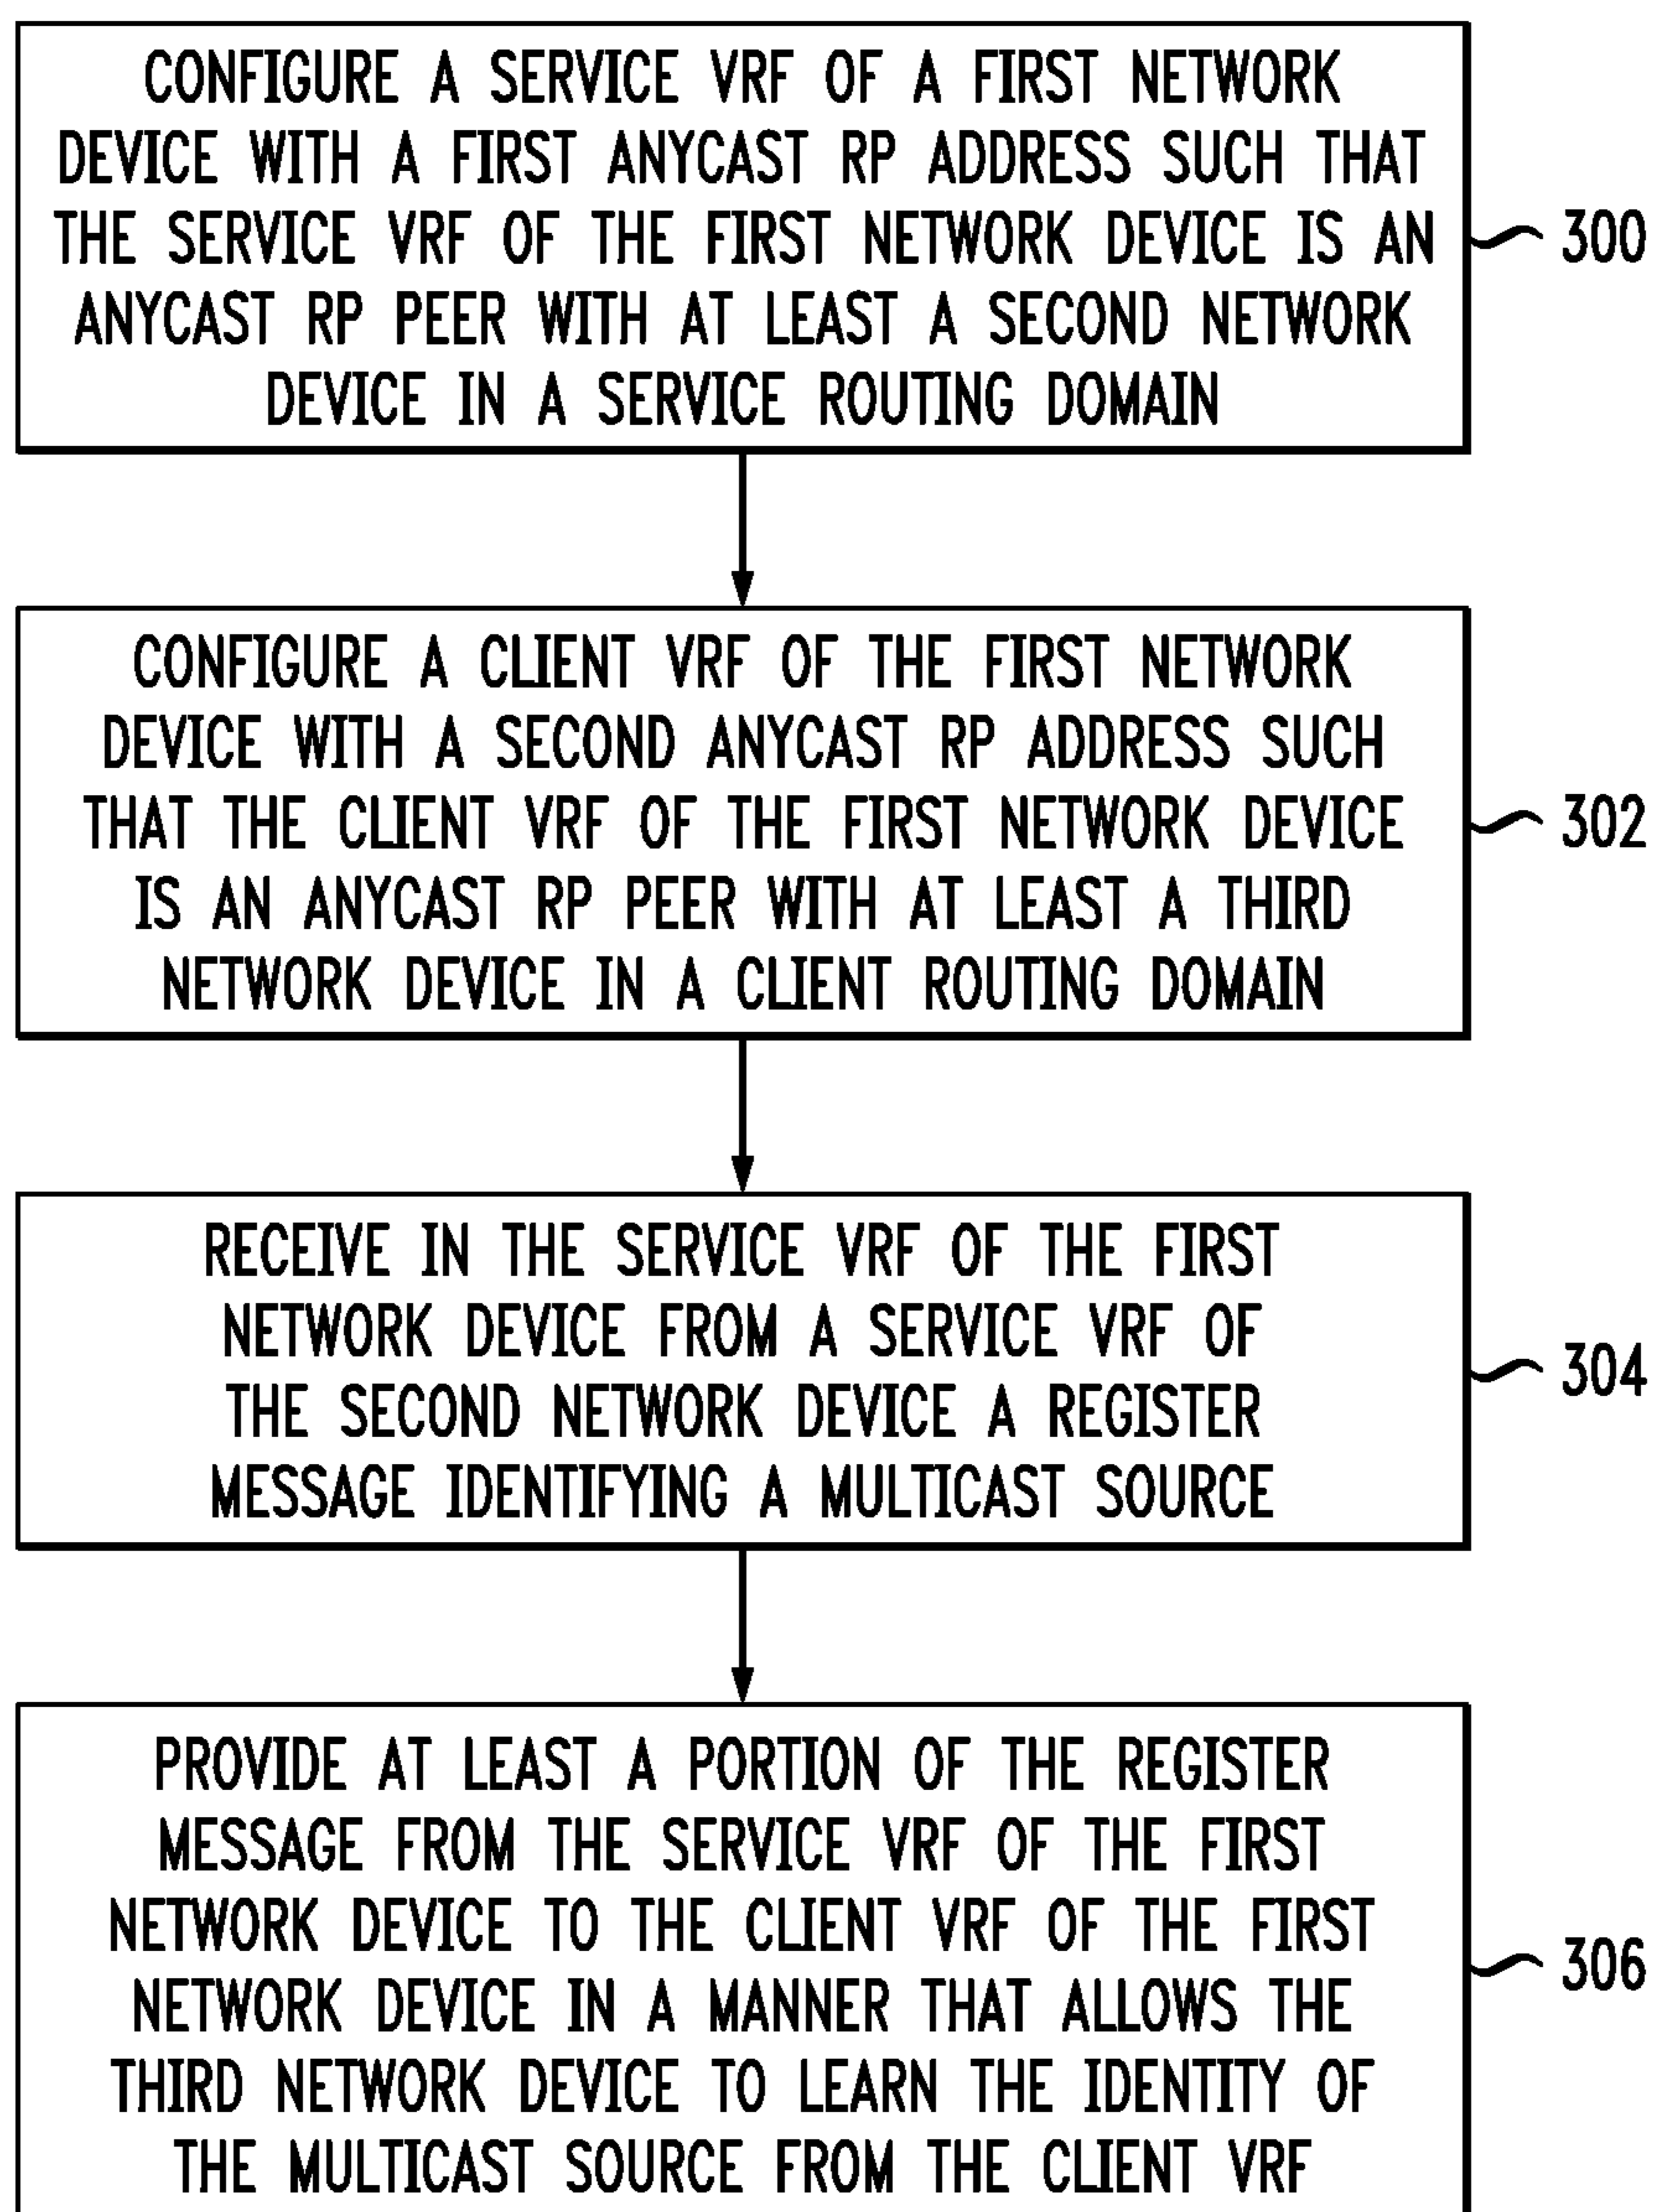 CONFIGURE A SERVICE VRF OF A FIRST NETWORK
DEVICE WITH A FIRST ANYCAST RP ADDRESS SUCH THAT
THE SERVICE VRF OF THE FIRST NETWORK DEVICE IS AN
ANYCAST RP PEER WITH AT LEAST A SECOND NETWORK
DEVICE IN A SERVICE ROUTING DOMAIN
300
CONFIGURE A CLIENT VRF OF THE FIRST NETWORK
DEVICE WITH A SECOND ANYCAST RP ADDRESS SUCH
THAT THE CLIENT VRF OF THE FIRST NETWORK DEVICE
IS AN ANYCAST RP PEER WITH AT LEAST A THIRD
NETWORK DEVICE IN A CLIENT ROUTING DOMAIN
302
RECEIVE IN THE SERVICE VRF OF THE FIRST
NETWORK DEVICE FROM A SERVICE VRF OF
THE SECOND NETWORK DEVICE A REGISTER
MESSAGE IDENTIFYING A MULTICAST SOURCE
304
PROVIDE AT LEAST A PORTION OF THE REGISTER
MESSAGE FROM THE SERVICE VRF OF THE FIRST
NETWORK DEVICE TO THE CLIENT VRF OF THE FIRST
NETWORK DEVICE IN A MANNER THAT ALLOWS THE
THIRD NETWORK DEVICE TO LEARN THE IDENTITY OF
THE MULTICAST SOURCE FROM THE CLIENT VRF
306